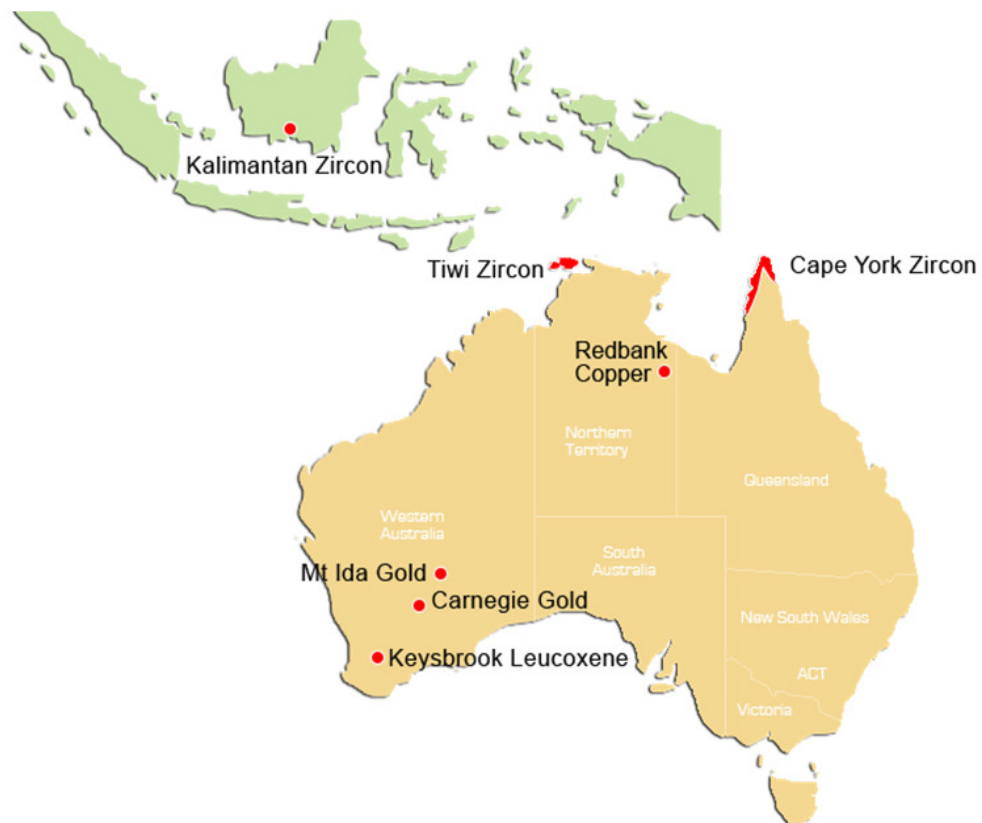 Kalimantan Zircon
Tiwi Zircon
Cape York Zircon
Redbank
Copper
Northern
Territory
Queensland
Western
Australia
South
Australia
Mt Ida Gold
Carnegie Gold
New South Wales
Keysbrook Leucoxene
ACT
Victoria